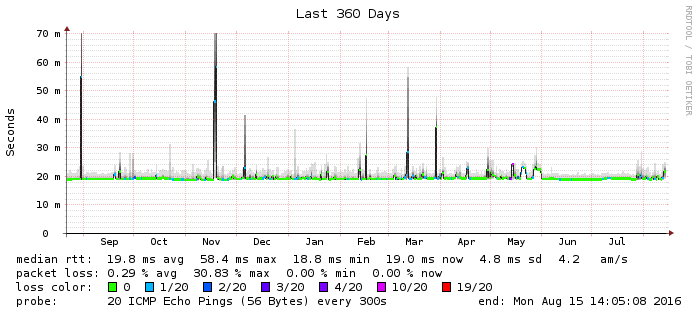 Last 360 Days
RRDTOOL / TOBI OETIKER
Seconds
70 m
60 m
50 m
40 m
30 m
20 m
10 m
0
Sep Oct Nov Dec Jan Feb Mar Apr May Jun Jul
median rtt: 19.8 ms avg 58.4 ms max 18.8 ms min 19.0 ms now 4.8 ms sd 4.2 am/s
packet loss: 0.29 % avg 30.83 % max 0.00 % min 0.00 % now
loss color: 0 1/20 2/20 3/20 4/20 10/20 19/20
probe: 20 ICMP Echo Pings (56 Bytes) every 300s end: Mon Aug 15 14:05:08 2016